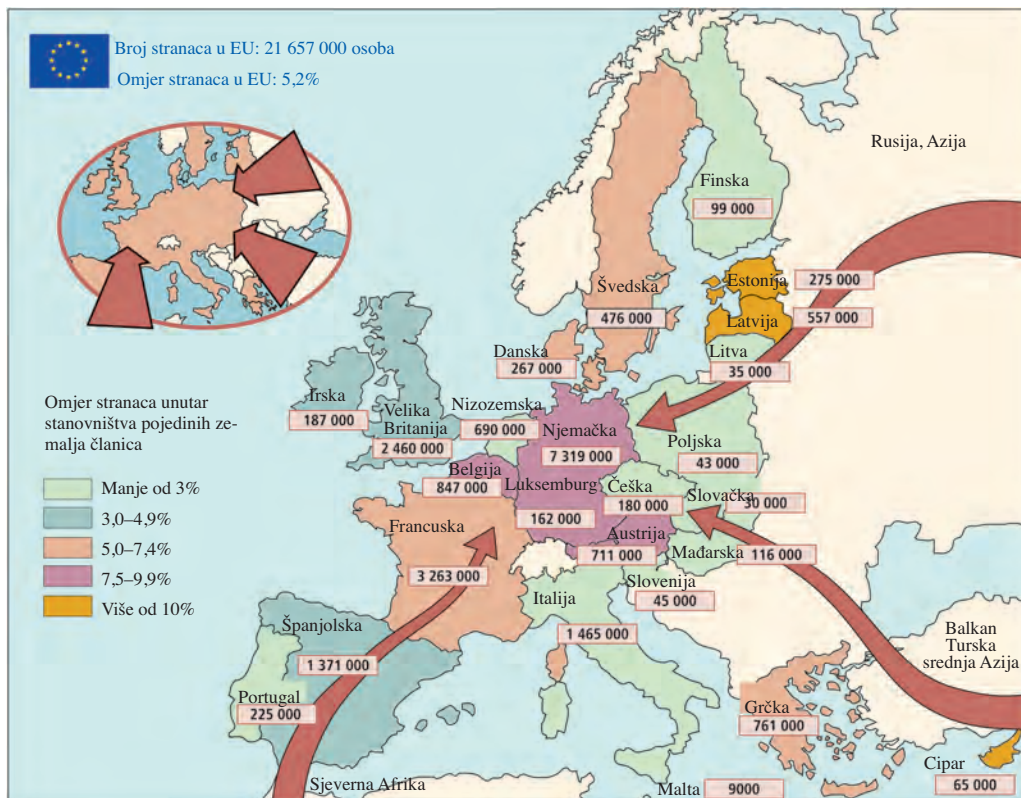 Broj stranaca u EU: 21 657 000 osoba
Omjer stranaca u EU: 5,2%
Rusija, Azija
Finska
99 000
Švedska
476 000
Estonija
275 000
Latvija
557 000
Litva
35 000
Danska
267 000
Irska
187 000
Velika
Britanija
2 460 000
Nizozemska
690 000
Njemačka
7 319 000
Poljska
43 000
Belgija
847 000
Luksemburg
162 000
Češka
180 000
Slovačka
30 000
Francuska
3 263 000
Austrija
711 000
Mađarska
116 000
Slovenija
45 000
Italija
1 465 000
Španjolska
1 371 000
Portugal
225 000
Grčka
761 000
Balkan
Turska
srednja Azija
Cipar
65 000
Malta
9000
Sjeverna Afrika
Omjer stranaca unutar
stanovništva pojedinih ze-
malja članica
Manje od 3%
3,0–4,9%
5,0–7,4%
7,5–9,9%
Više od 10%